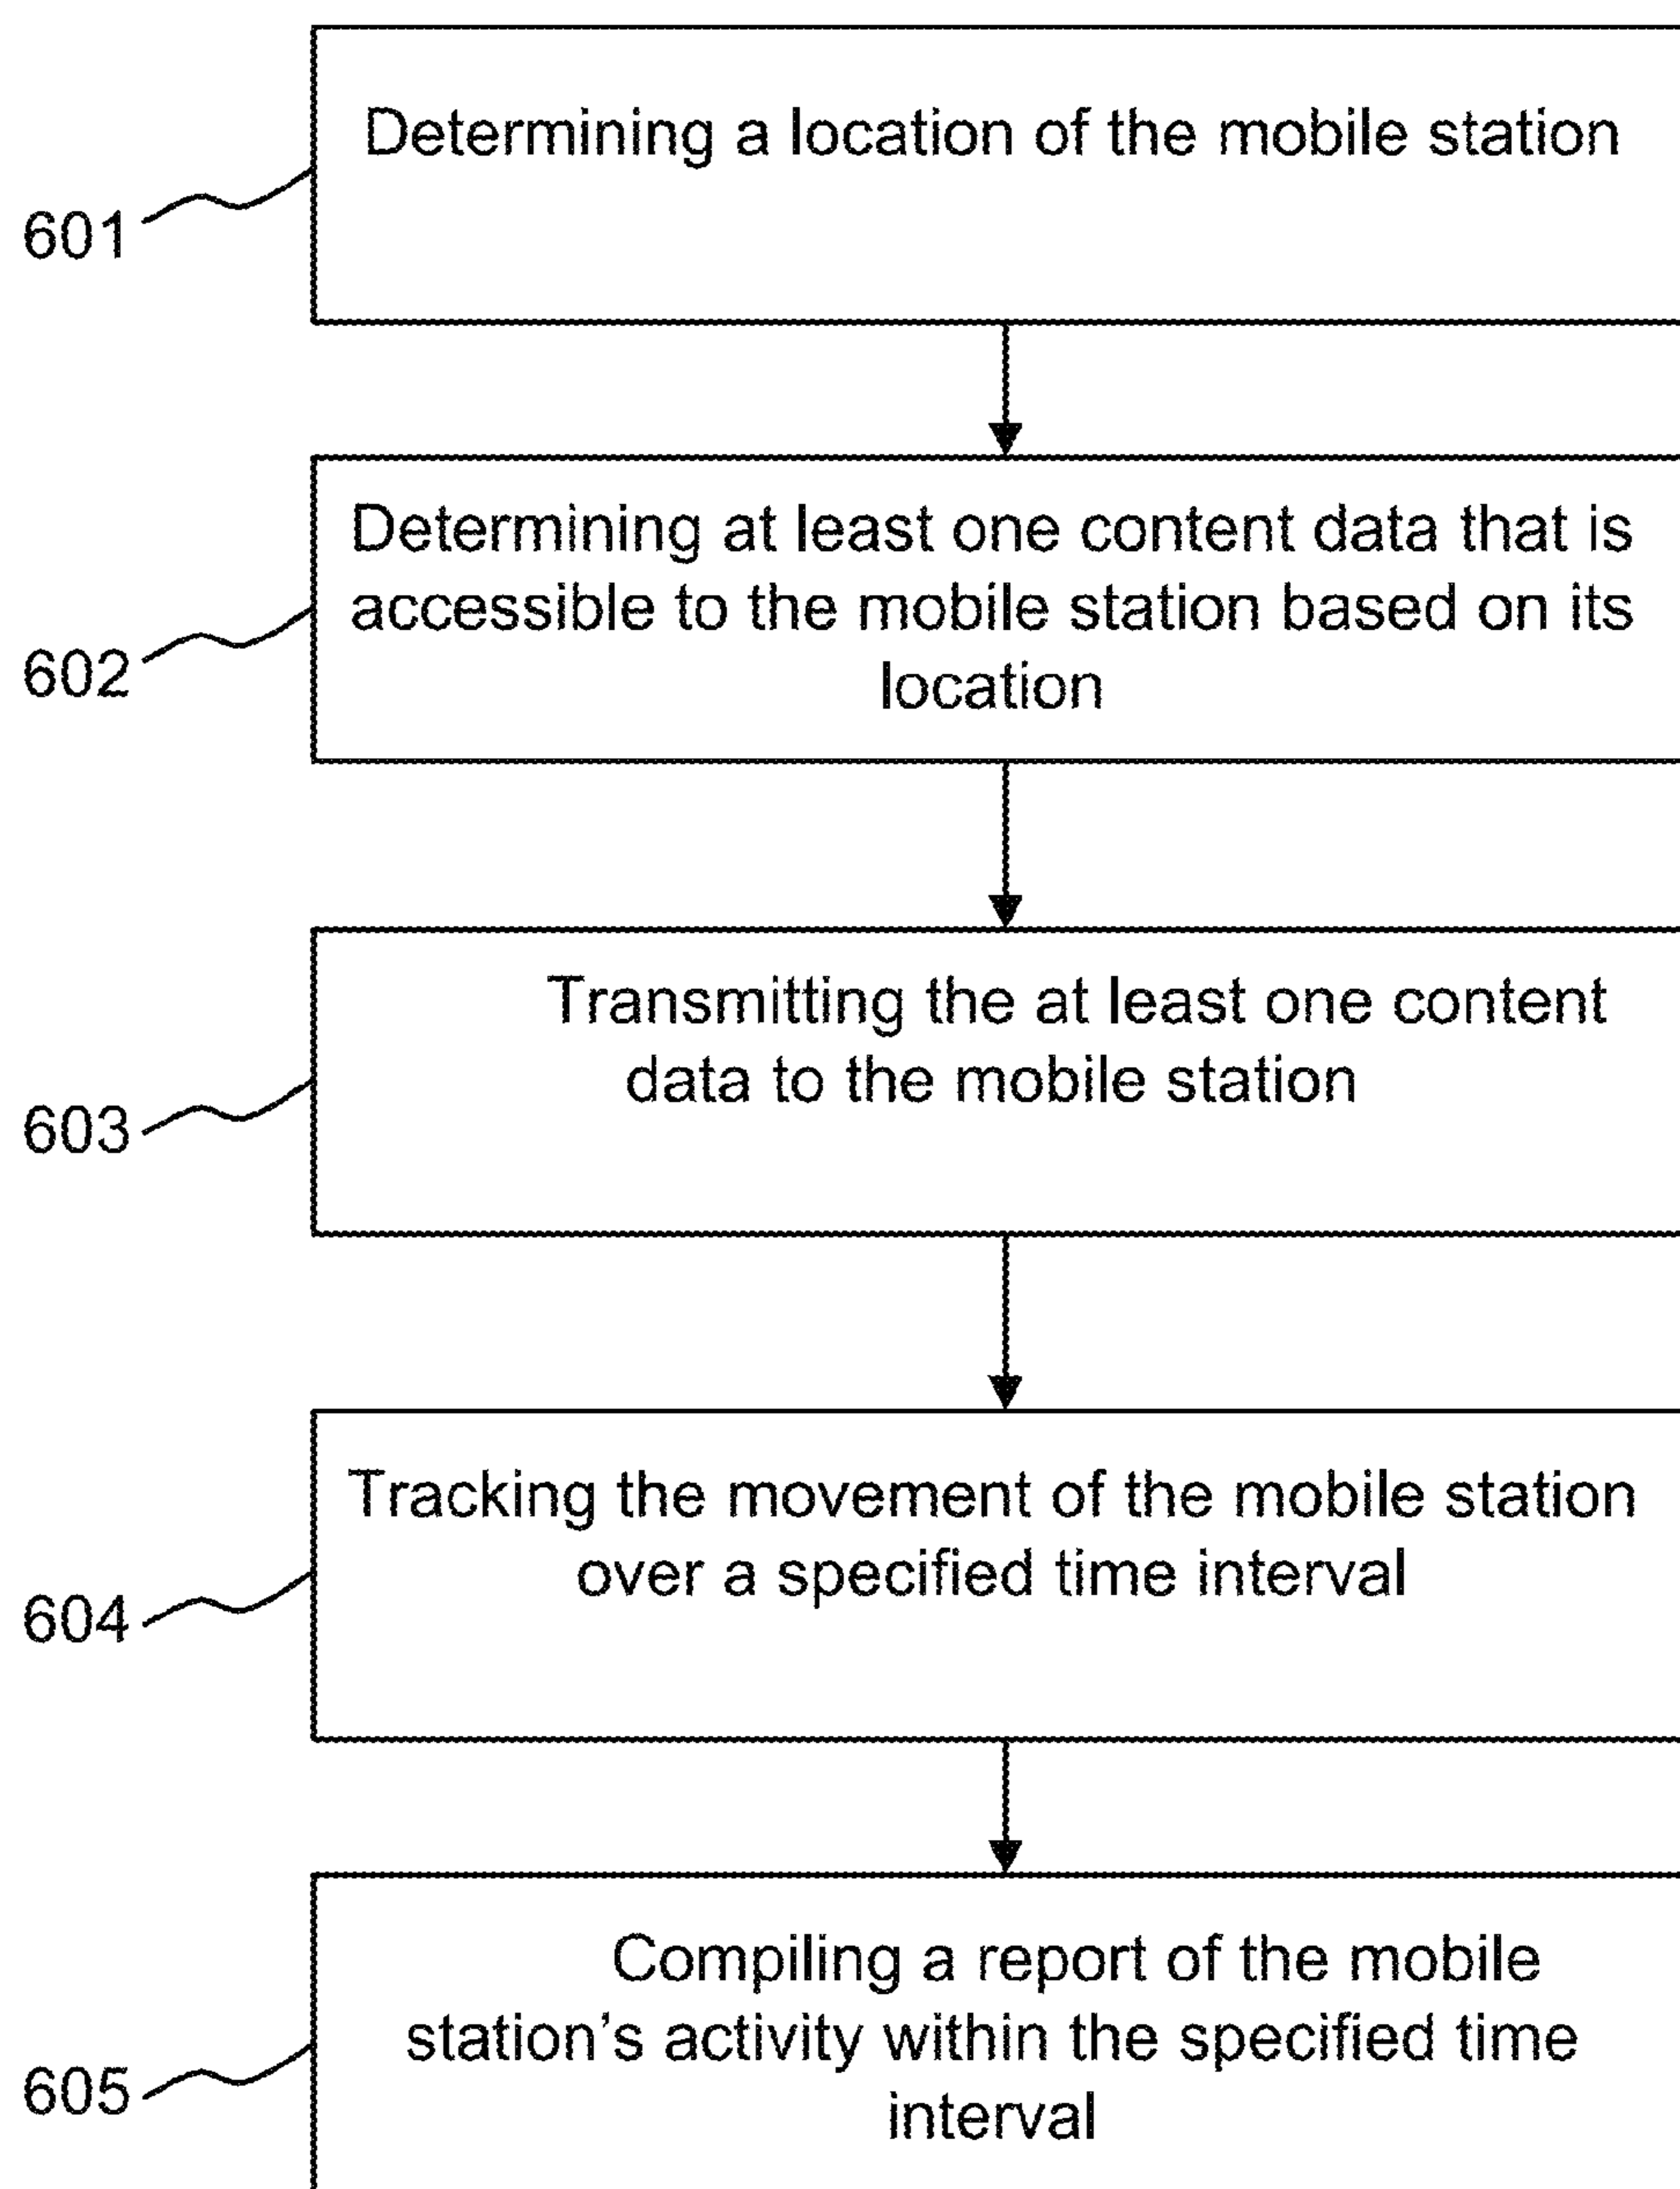 Determining a location of the mobile station
601
Determining at least one content data that is
accessible to the mobile station based on its
location
602
Transmitting the at least one content
data to the mobile station
603
Tracking the movement of the mobile station
over a specified time interval
604
Compiling a report of the mobile
station's activity within the specified time
interval
605